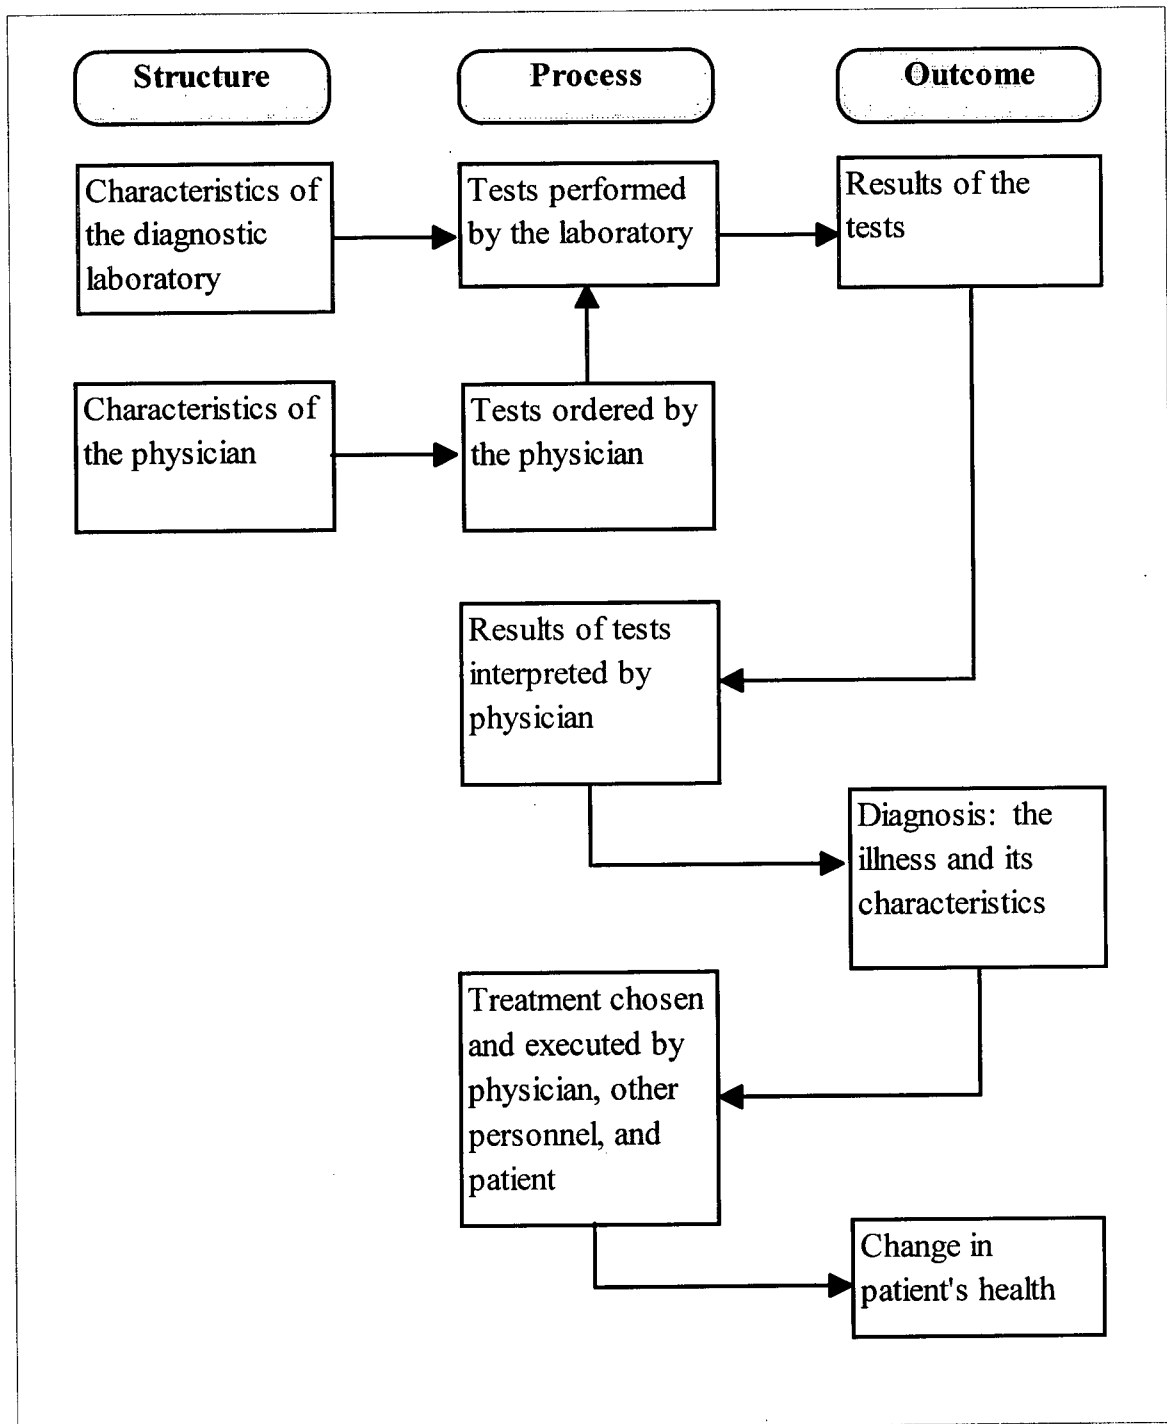 Structure
Process
Outcome
Characteristics of
the diagnostic
laboratory
Tests performed
by the laboratory
Results of the
tests
Characteristics of
the physician
Tests ordered by
the physician
Results of tests
interpreted by
physician
Diagnosis: the
illness and its
characteristics
Treatment chosen
and executed by
physician, other
personnel, and
patient
Change in
patient's health